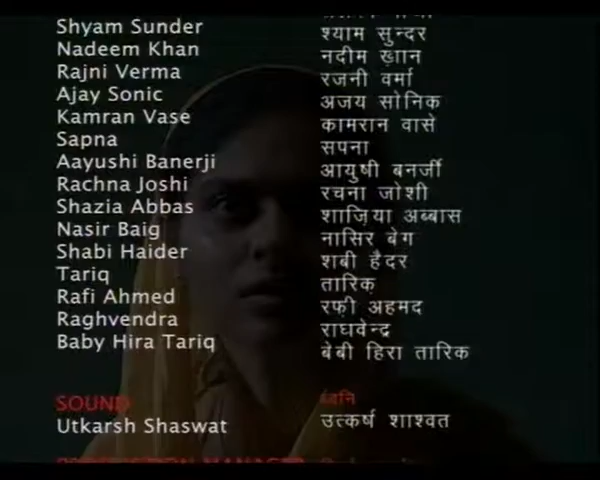 Shyam Sunder श्याम सुन्दर
Nadeem Khan नदीम ख़ान
Rajni Verma रजनी वर्मा
Ajay Sonic अजय सोनिक
Kamran Vase कामरान वासे
Sapna सपना
Aayushi Banerji आयुषी बनर्जी
Rachna Joshi रचना जोशी
Shazia Abbas शाज़िया अब्बास
Nasir Baig नासिर बेग
Shabi Haider शबी हैदर
Tariq तारिक़
Rafi Ahmed रफ़ी अहमद
Raghvendra राघवेन्द्र
Baby Hira Tariq बेबी हिरा तारिक
SOUND ध्वनि
Utkarsh Shaswat उत्कर्ष शाश्वत
PRODUCTION MANAGER